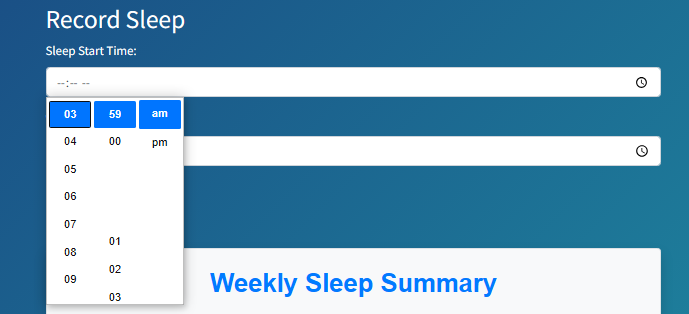 Record Sleep
Sleep Start Time:
--:-- --
03 59 am
04 00 pm
05
06
07
01
08
02
09
03
Weekly Sleep Summary